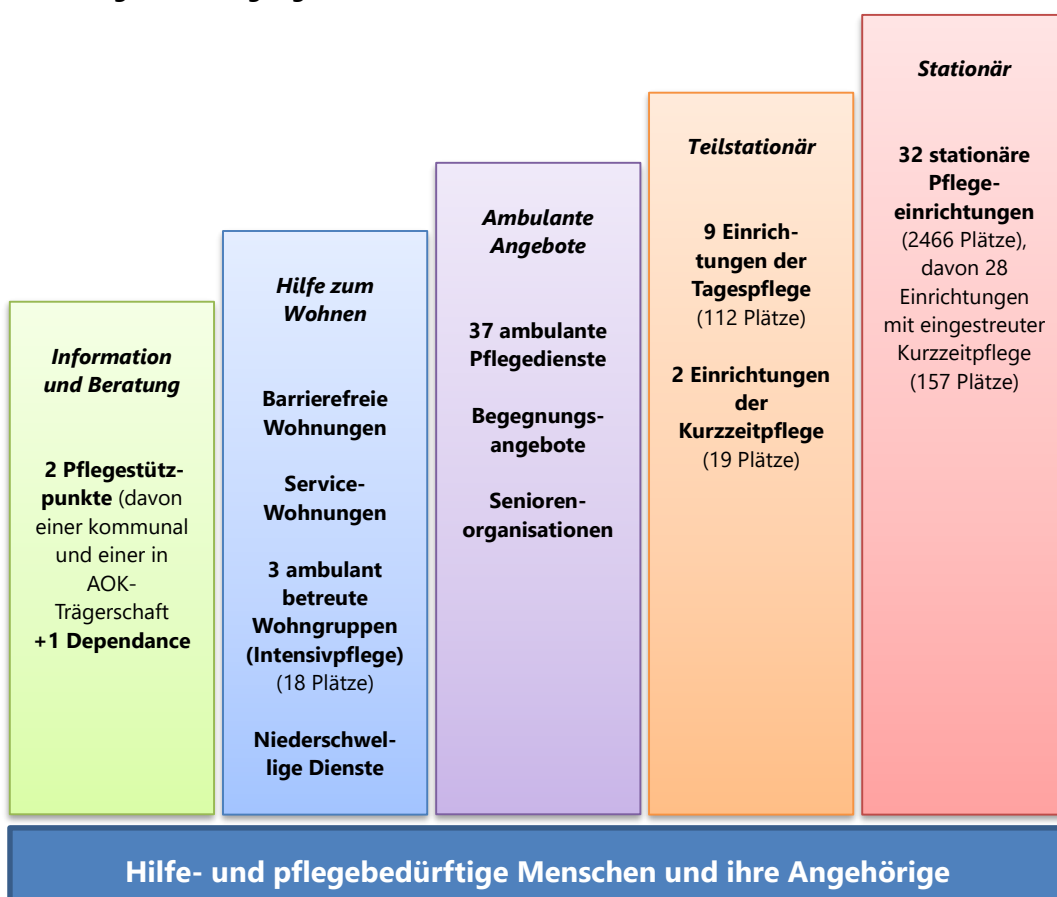 Information
und Beratung
2 Pflegestütz-
punkte (davon
einer kommunal
und einer in
AOK-
Trägerschaft
+1 Dependance
Hilfe zum
Wohnen
Barrierefreie
Wohnungen
Service-
Wohnungen
3 ambulant
betreute
Wohngruppen
(Intensivpflege)
(18 Plätze)
Niederschwel-
lige Dienste
Ambulante
Angebote
37 ambulante
Pflegedienste
Begegnungs-
angebote
Senioren-
organisationen
Teilstationär
9 Einrich-
tungen der
Tagespflege
(112 Plätze)
2 Einrichtungen
der
Kurzzeitpflege
(19 Plätze)
Stationär
32 stationäre
Pflege-
einrichtungen
(2466 Plätze),
davon 28
Einrichtungen
mit eingestreuter
Kurzzeitpflege
(157 Plätze)
Hilfe- und pflegebedürftige Menschen und ihre Angehörige